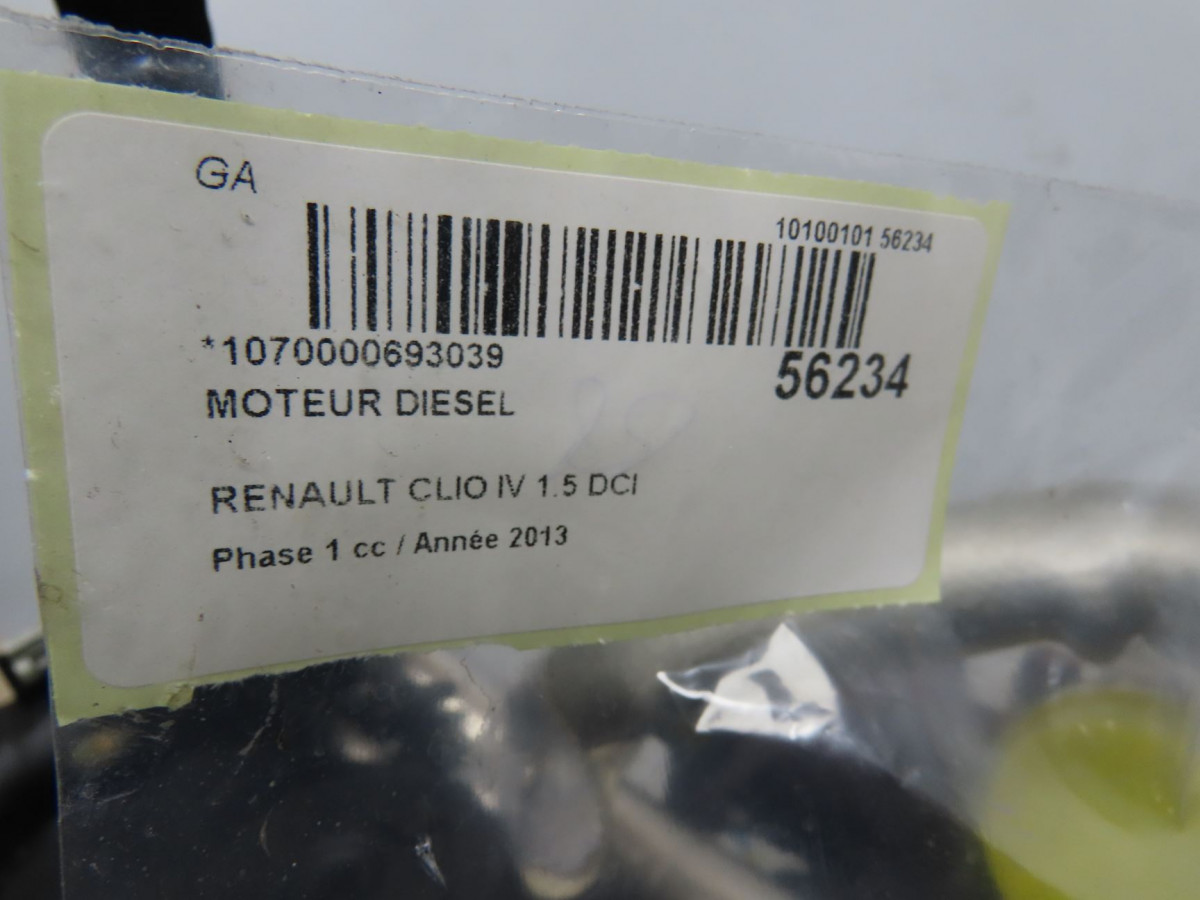 GA
10100101 56234
*1070000693039
56234
MOTEUR DIESEL
RENAULT CLIO IV 1.5 DCI
Phase 1 cc / Année 2013